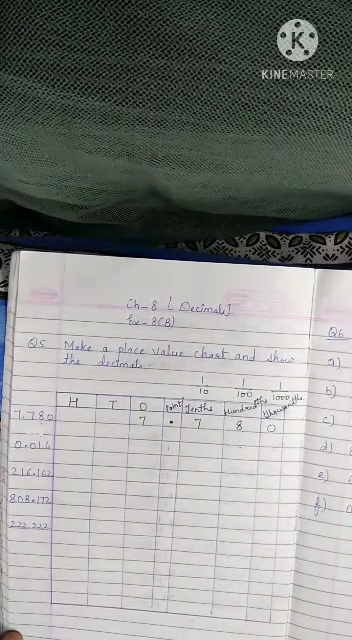 K
KINEMASTER
Ch-8 [Decimals]
Ex-8(B)
Q5 Make a place value chart and show
the decimals.
1/10 1/100 1/1000
H T O Point Tenths Hundredths Thousandths
7.780 7 . 7 8 0
0.016
216.162
808.172
222.222
Q6
a)
b)
c)
d)
e)
f)